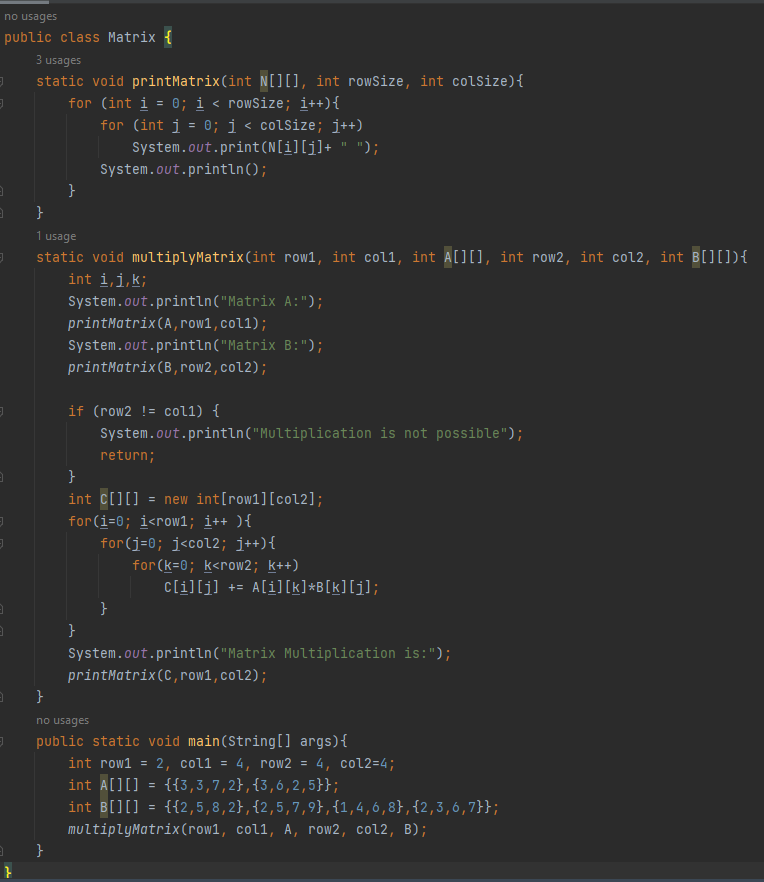 no usages
public class Matrix {
3 usages
static void printMatrix(int N[][], int rowSize, int colSize){
for (int i = 0; i < rowSize; i++){
for (int j = 0; j < colSize; j++)
System.out.print(N[i][j]+ " ");
System.out.println();
}
}
1 usage
static void multiplyMatrix(int row1, int col1, int A[][], int row2, int col2, int B[][]){
int i,j,k;
System.out.println("Matrix A:");
printMatrix(A,row1,col1);
System.out.println("Matrix B:");
printMatrix(B,row2,col2);
if (row2 != col1) {
System.out.println("Multiplication is not possible");
return;
}
int C[][] = new int[row1][col2];
for(i=0; i<row1; i++ ){
for(j=0; j<col2; j++){
for(k=0; k<row2; k++)
C[i][j] += A[i][k]*B[k][j];
}
}
System.out.println("Matrix Multiplication is:");
printMatrix(C,row1,col2);
}
no usages
public static void main(String[] args){
int row1 = 2, col1 = 4, row2 = 4, col2=4;
int A[][] = {{3,3,7,2},{3,6,2,5}};
int B[][] = {{2,5,8,2},{2,5,7,9},{1,4,6,8},{2,3,6,7}};
multiplyMatrix(row1, col1, A, row2, col2, B);
}
}